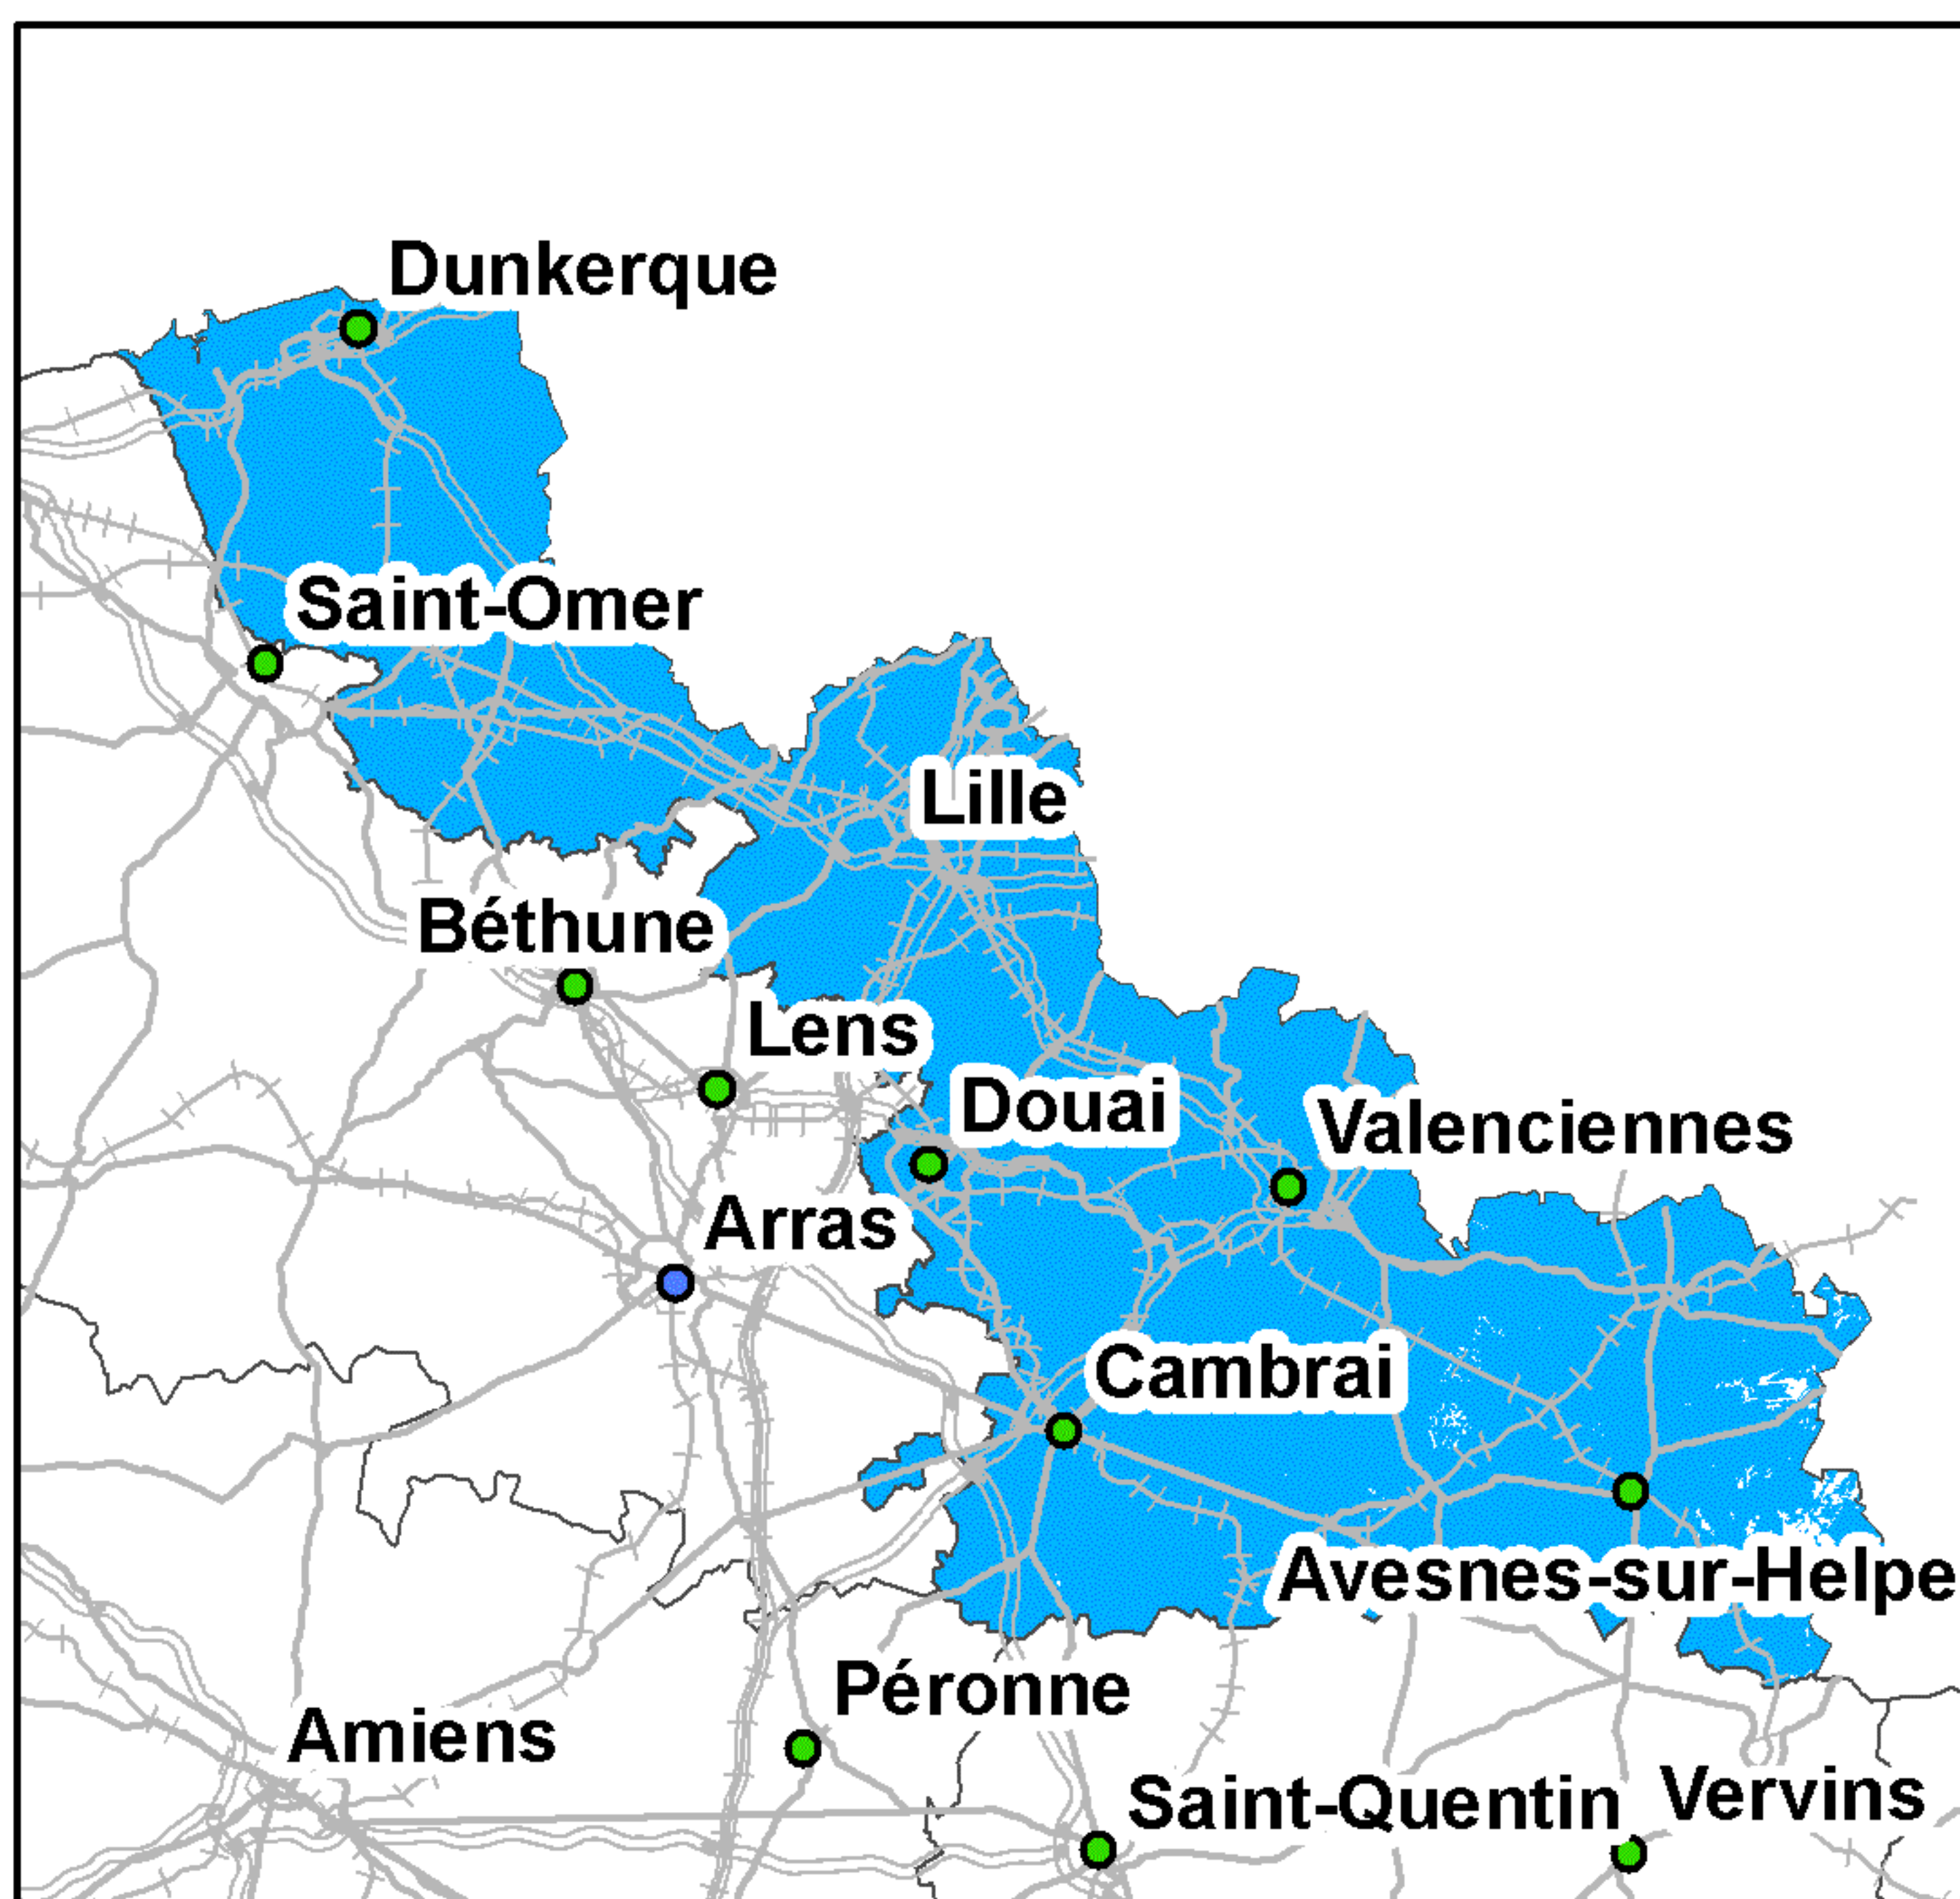 Dunkerque
Saint-Omer
Lille
Béthune
Lens
Douai
Valenciennes
Arras
Cambrai
Avesnes-sur-Helpe
Péronne
Amiens
Saint-Quentin
Vervins